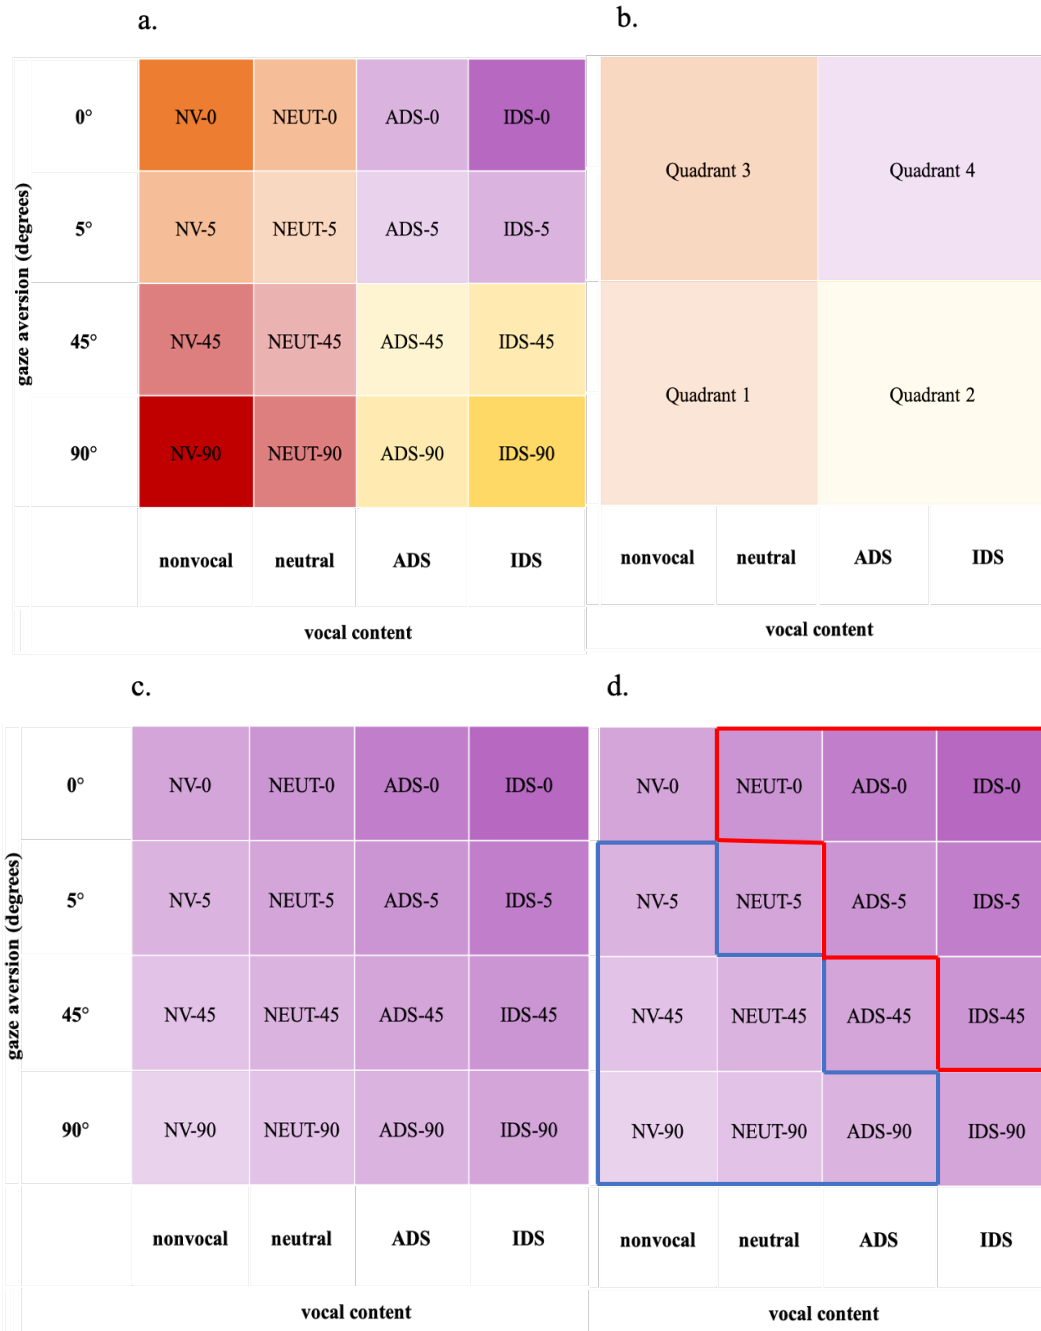 a.
b.
gaze aversion (degrees)
0°
NV-0
NEUT-0
ADS-0
IDS-0
5°
NV-5
NEUT-5
ADS-5
IDS-5
45°
NV-45
NEUT-45
ADS-45
IDS-45
90°
NV-90
NEUT-90
ADS-90
IDS-90
nonvocal
neutral
ADS
IDS
vocal content
Quadrant 3
Quadrant 4
Quadrant 1
Quadrant 2
nonvocal
neutral
ADS
IDS
vocal content
c.
d.
gaze aversion (degrees)
0°
NV-0
NEUT-0
ADS-0
IDS-0
5°
NV-5
NEUT-5
ADS-5
IDS-5
45°
NV-45
NEUT-45
ADS-45
IDS-45
90°
NV-90
NEUT-90
ADS-90
IDS-90
nonvocal
neutral
ADS
IDS
vocal content
NV-0
NEUT-0
ADS-0
IDS-0
NV-5
NEUT-5
ADS-5
IDS-5
NV-45
NEUT-45
ADS-45
IDS-45
NV-90
NEUT-90
ADS-90
IDS-90
nonvocal
neutral
ADS
IDS
vocal content